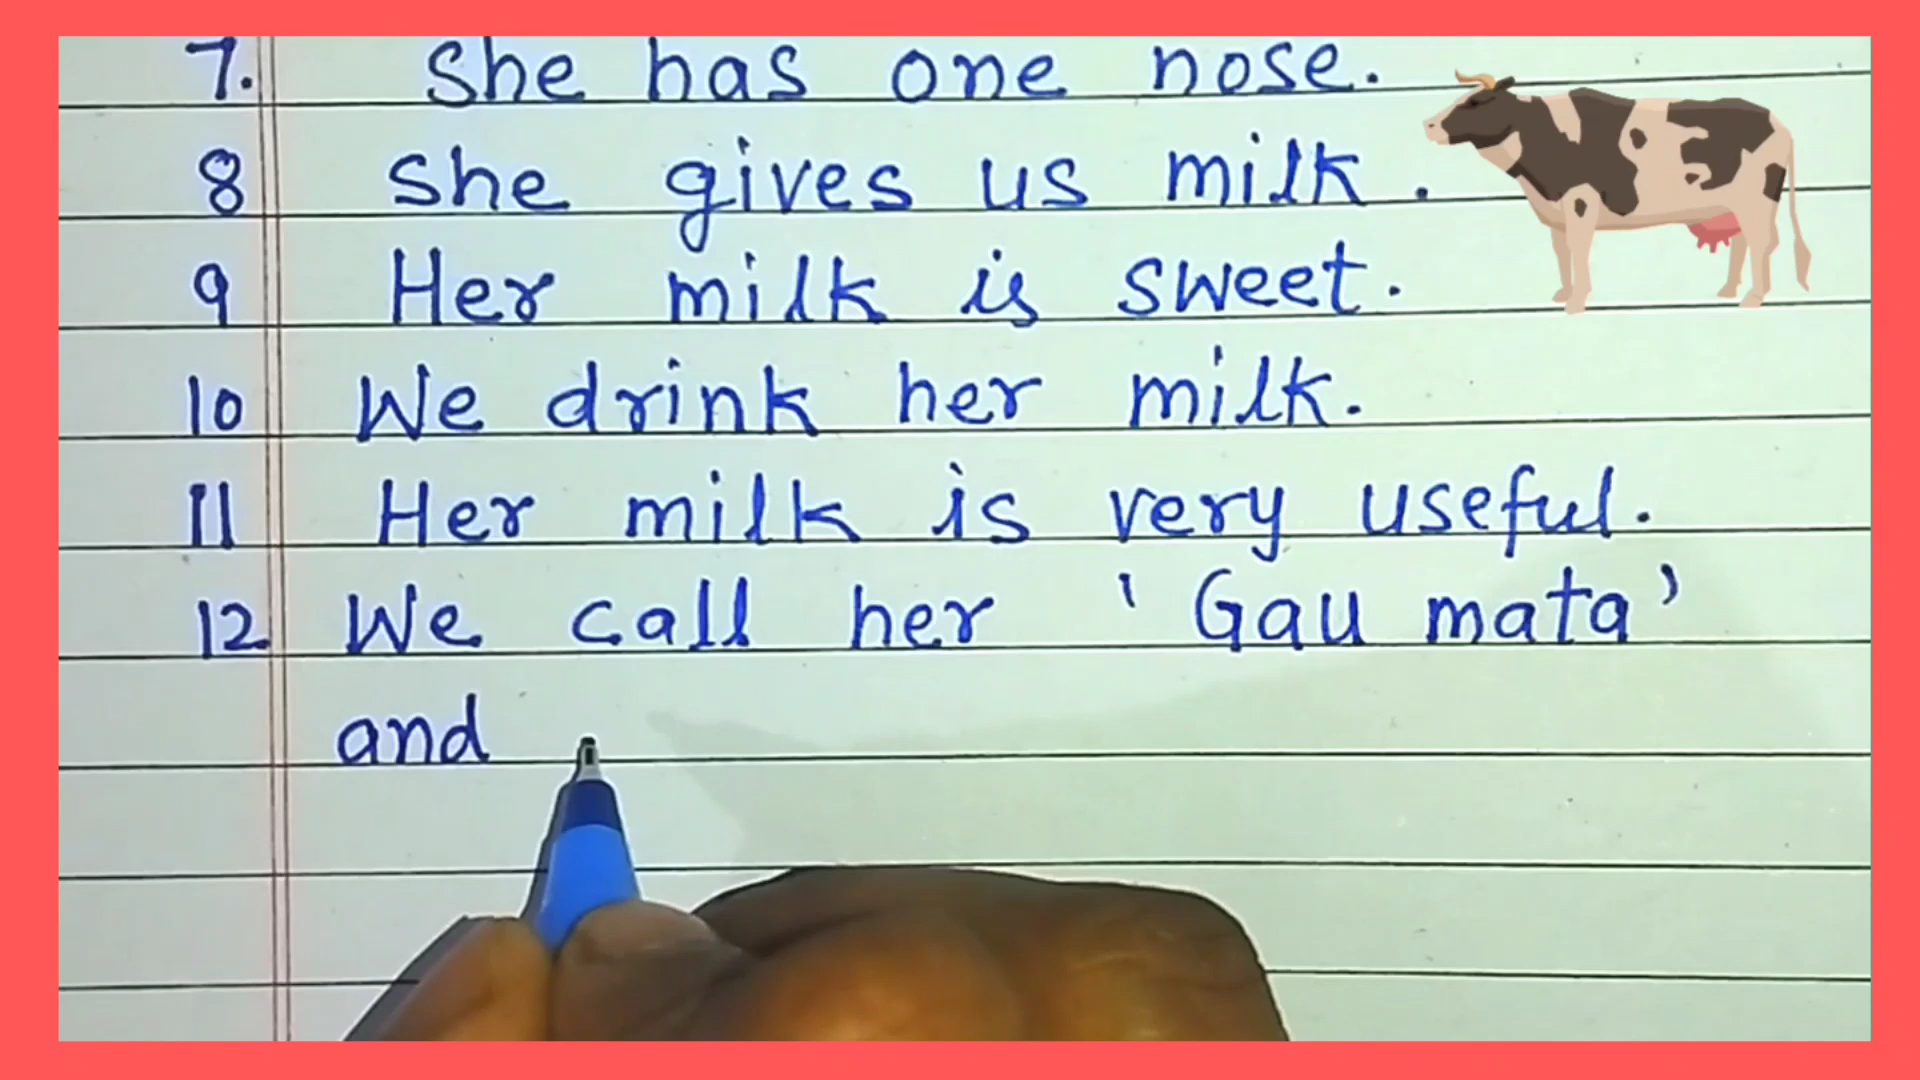 7. She has one nose.
8 She gives us milk.
9 Her milk is sweet.
10 We drink her milk.
11 Her milk is very useful.
12 We call her 'Gau mata'
and